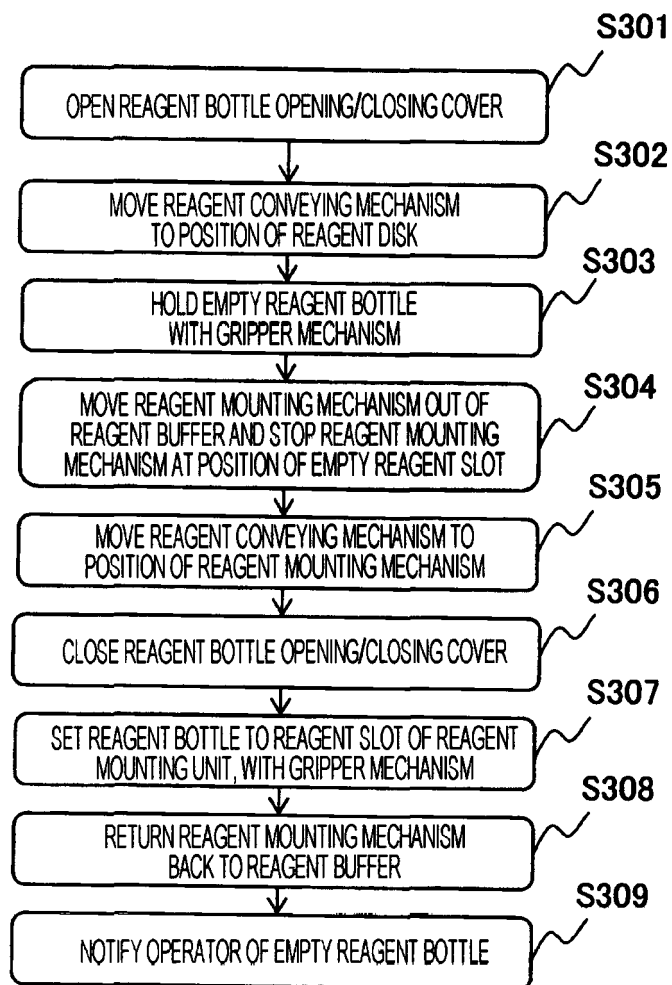 S301
OPEN REAGENT BOTTLE OPENING/CLOSING COVER
S302
MOVE REAGENT CONVEYING MECHANISM
TO POSITION OF REAGENT DISK
S303
HOLD EMPTY REAGENT BOTTLE
WITH GRIPPER MECHANISM
S304
MOVE REAGENT MOUNTING MECHANISM OUT OF
REAGENT BUFFER AND STOP REAGENT MOUNTING
MECHANISM AT POSITION OF EMPTY REAGENT SLOT
S305
MOVE REAGENT CONVEYING MECHANISM TO
POSITION OF REAGENT MOUNTING MECHANISM
S306
CLOSE REAGENT BOTTLE OPENING/CLOSING COVER
S307
SET REAGENT BOTTLE TO REAGENT SLOT OF REAGENT
MOUNTING UNIT, WITH GRIPPER MECHANISM
S308
RETURN REAGENT MOUNTING MECHANISM
BACK TO REAGENT BUFFER
S309
NOTIFY OPERATOR OF EMPTY REAGENT BOTTLE